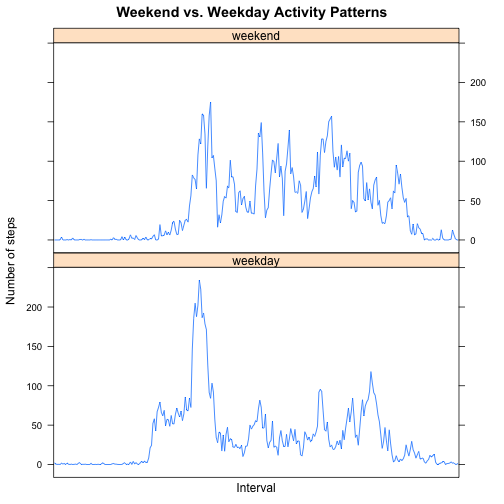 Weekend vs. Weekday Activity Patterns
weekend
200
150
100
50
0
Number of steps
weekday
200
150
100
50
0
Interval